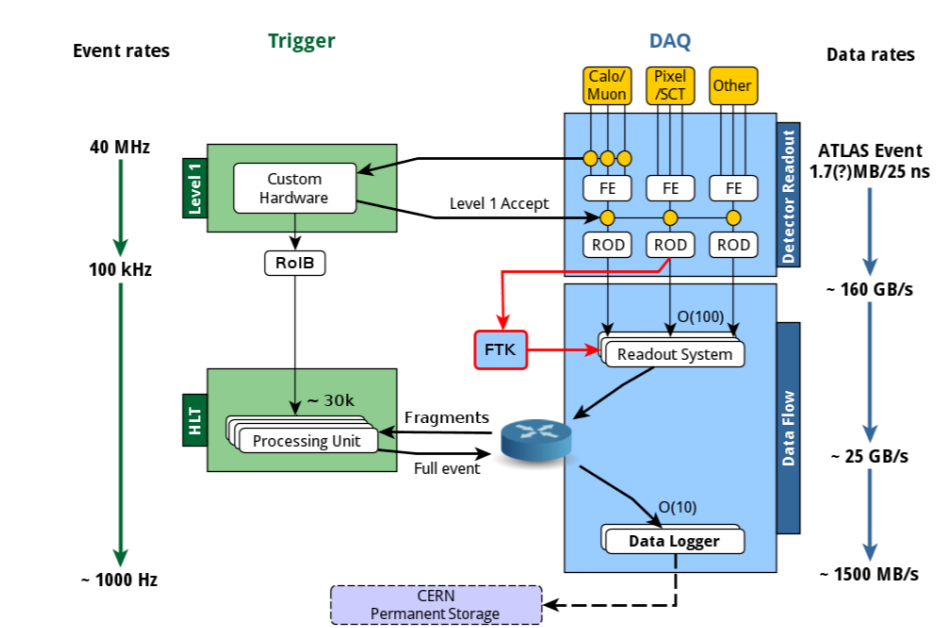 Event rates
Trigger
DAQ
Data rates
Calo/
Muon
Pixel
/SCT
Other
40 MHz
Level 1
Custom
Hardware
Level 1 Accept
FE
FE
FE
ROD
ROD
ROD
Detector Readout
ATLAS Event
1.7(?)MB/25 ns
RoIB
100 kHz
~ 160 GB/s
FTK
O(100)
Readout System
HLT
~ 30k
Processing Unit
Fragments
Full event
Data Flow
~ 25 GB/s
O(10)
Data Logger
~ 1000 Hz
~ 1500 MB/s
CERN
Permanent Storage